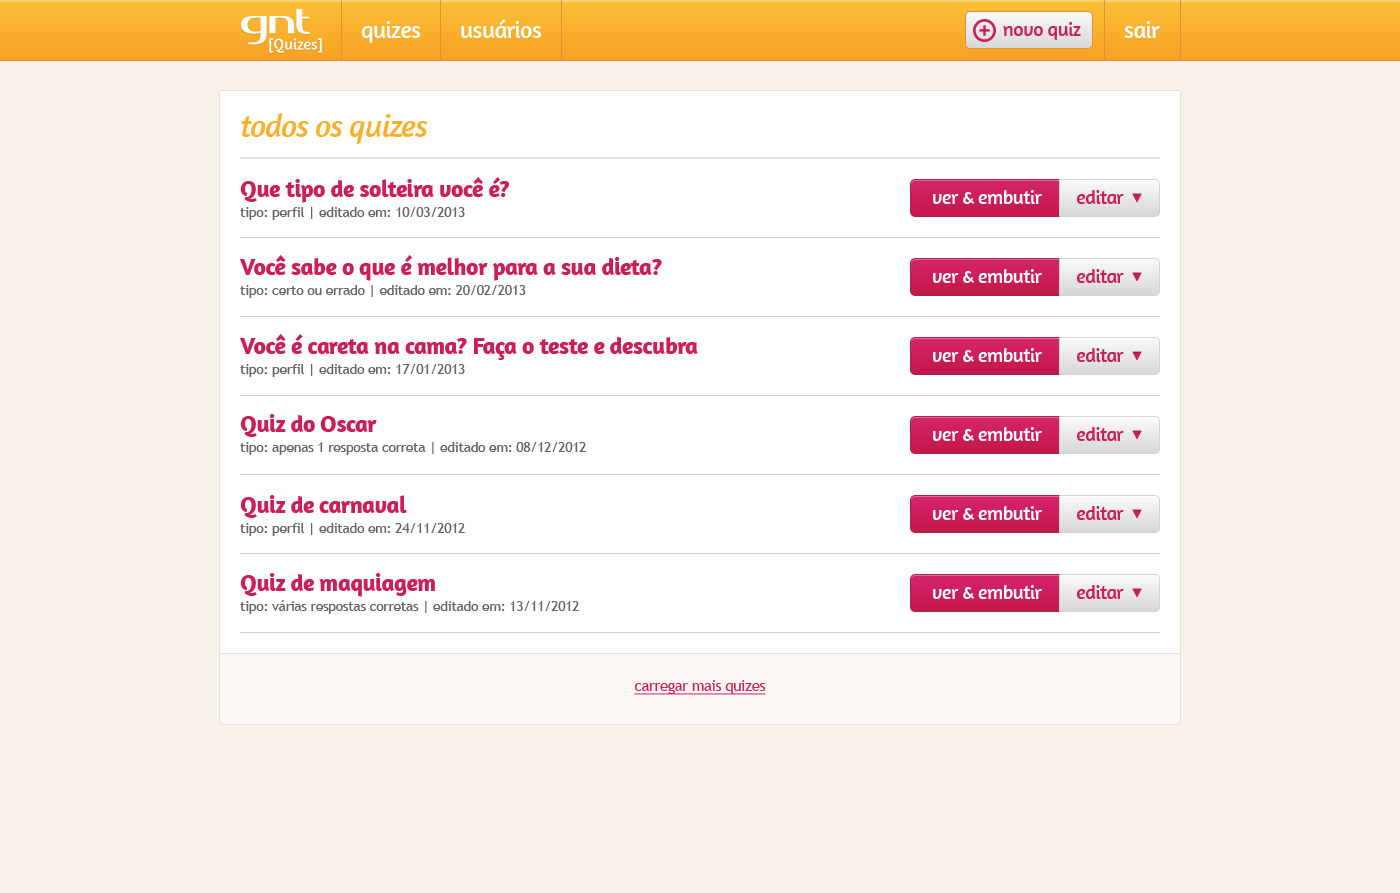 gnt
[Quizes]
quizes
usuários
novo quiz
sair
todos os quizes
Que tipo de solteira você é?
tipo: perfil | editado em: 10/03/2013
ver & embutir
editar ▼
Você sabe o que é melhor para a sua dieta?
tipo: certo ou errado | editado em: 20/02/2013
ver & embutir
editar ▼
Você é careta na cama? Faça o teste e descubra
tipo: perfil | editado em: 17/01/2013
ver & embutir
editar ▼
Quiz do Oscar
tipo: apenas 1 resposta correta | editado em: 08/12/2012
ver & embutir
editar ▼
Quiz de carnaval
tipo: perfil | editado em: 24/11/2012
ver & embutir
editar ▼
Quiz de maquiagem
tipo: várias respostas corretas | editado em: 13/11/2012
ver & embutir
editar ▼
carregar mais quizes